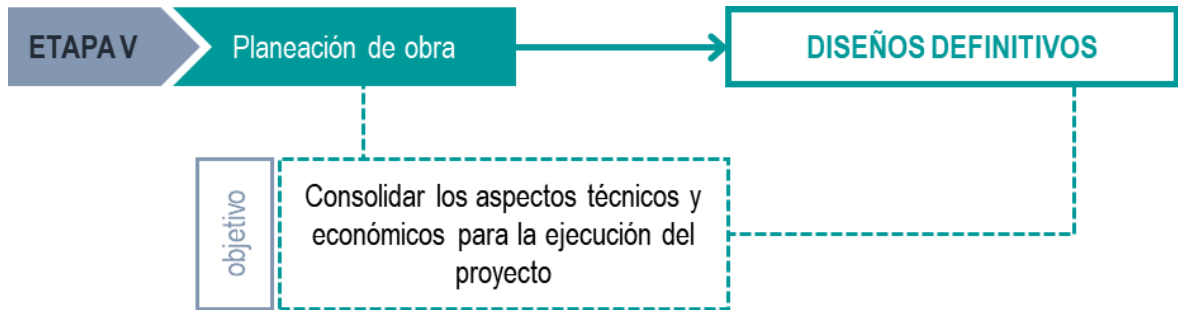 ETAPA V
Planeación de obra
DISEÑOS DEFINITIVOS
objetivo
Consolidar los aspectos técnicos y
económicos para la ejecución del
proyecto